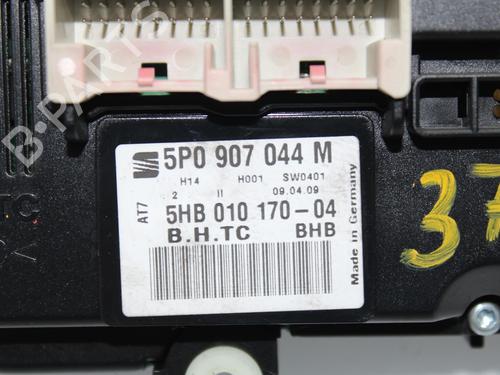 B-PARTS
5P0 907 044 M
H14 H001 SW0401
2 II 09.04.09
AT7
5HB 010 170-04
B.H.TC BHB
Made in Germany
37